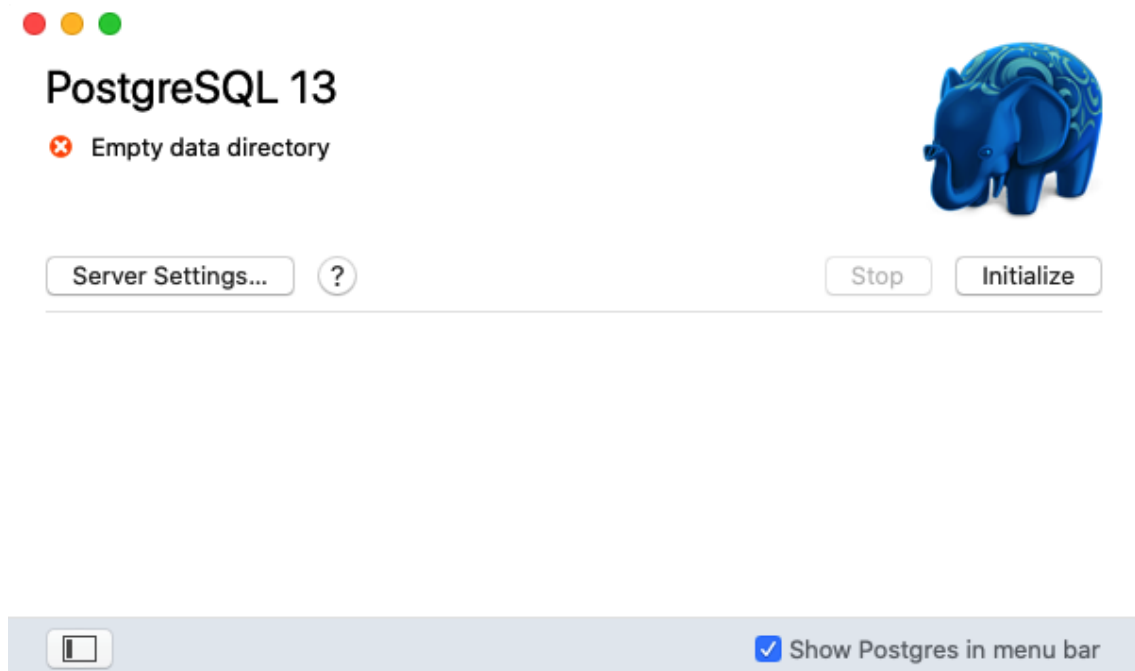 PostgreSQL 13
Empty data directory
Server Settings... ? Stop Initialize
Show Postgres in menu bar